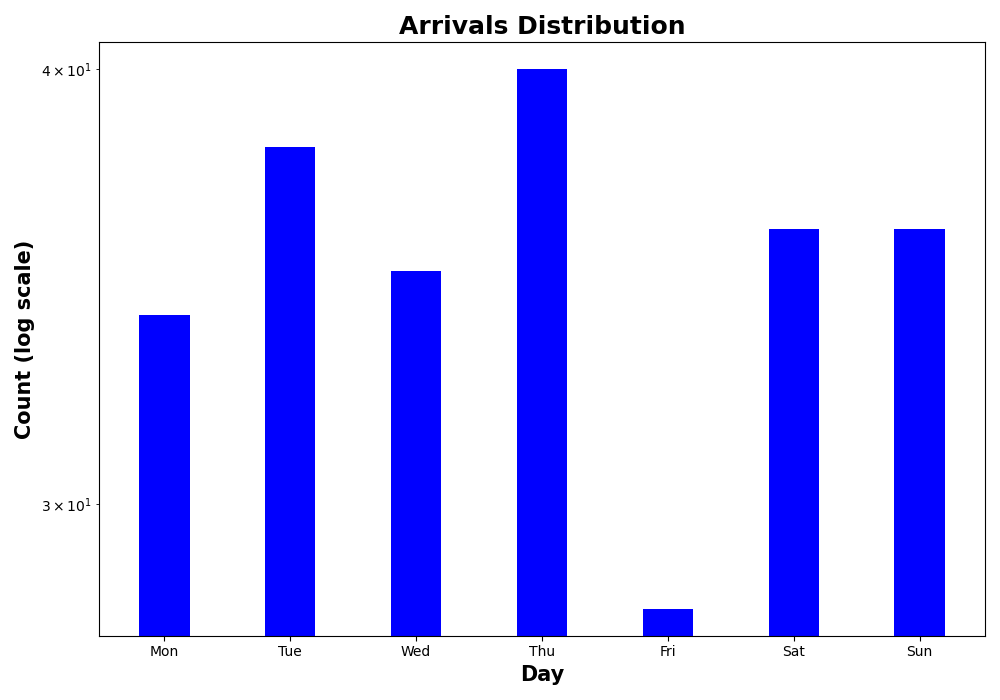 Arrivals Distribution
Count (log scale)
4 × 10¹
3 × 10¹
Mon Tue Wed Thu Fri Sat Sun
Day